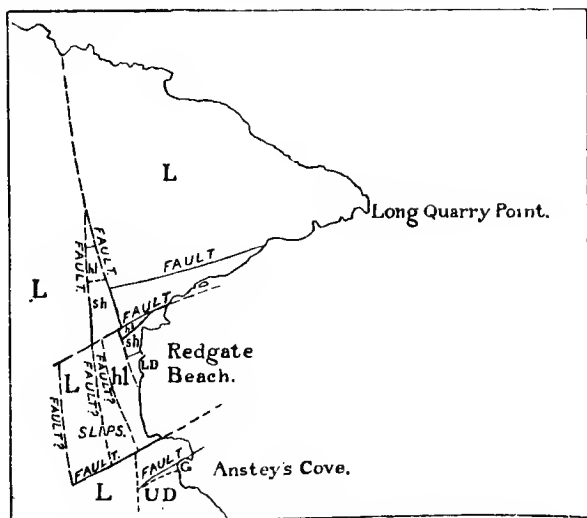 L
Long Quarry Point.
FAULT
FAULT.
FAULT
hl
L
sh
FAULT
hl
sh
Redgate
Beach.
LD
L
hl
FAULT?
FAULT?
FAULT?
SLIPS.
FAULT.
FAULT
G
Anstey's Cove.
L
UD